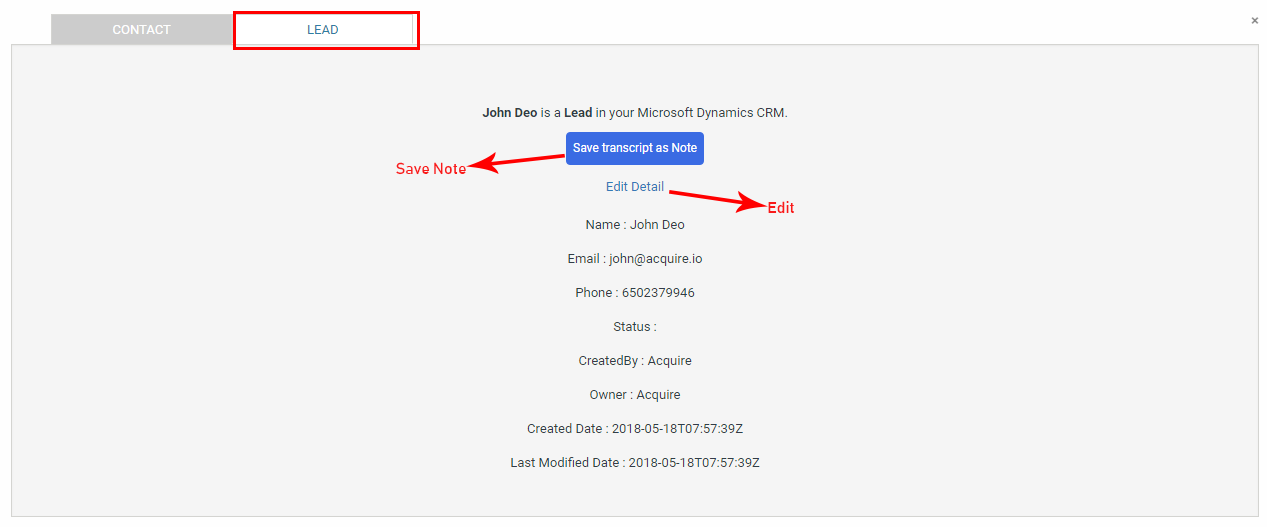 CONTACT
LEAD
×
John Deo is a Lead in your Microsoft Dynamics CRM.
Save transcript as Note
Save Note
Edit Detail
Edit
Name : John Deo
Email : john@acquire.io
Phone : 6502379946
Status :
CreatedBy : Acquire
Owner : Acquire
Created Date : 2018-05-18T07:57:39Z
Last Modified Date : 2018-05-18T07:57:39Z